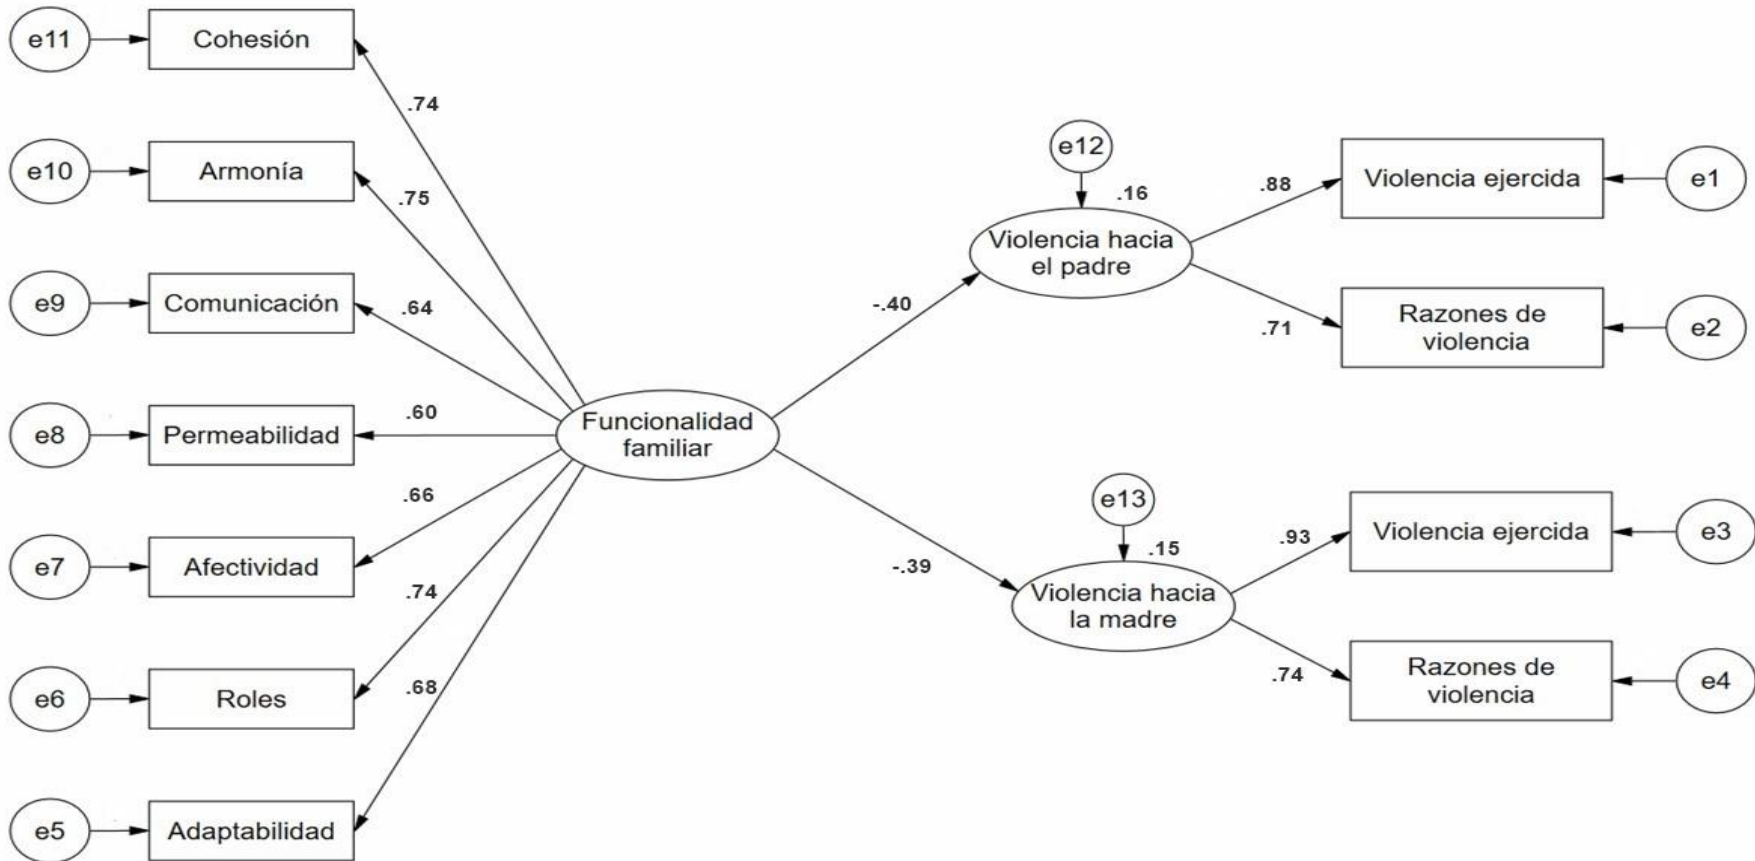 e11
Cohesión
.74
e10
Armonía
.75
e9
Comunicación
.64
e8
Permeabilidad
.60
e7
Afectividad
.66
e6
Roles
.74
e5
Adaptabilidad
.68
Funcionalidad
familiar
-.40
-.39
e12
.16
Violencia hacia
el padre
.88
Violencia ejercida
e1
.71
Razones de
violencia
e2
e13
.15
Violencia hacia
la madre
.93
Violencia ejercida
e3
.74
Razones de
violencia
e4